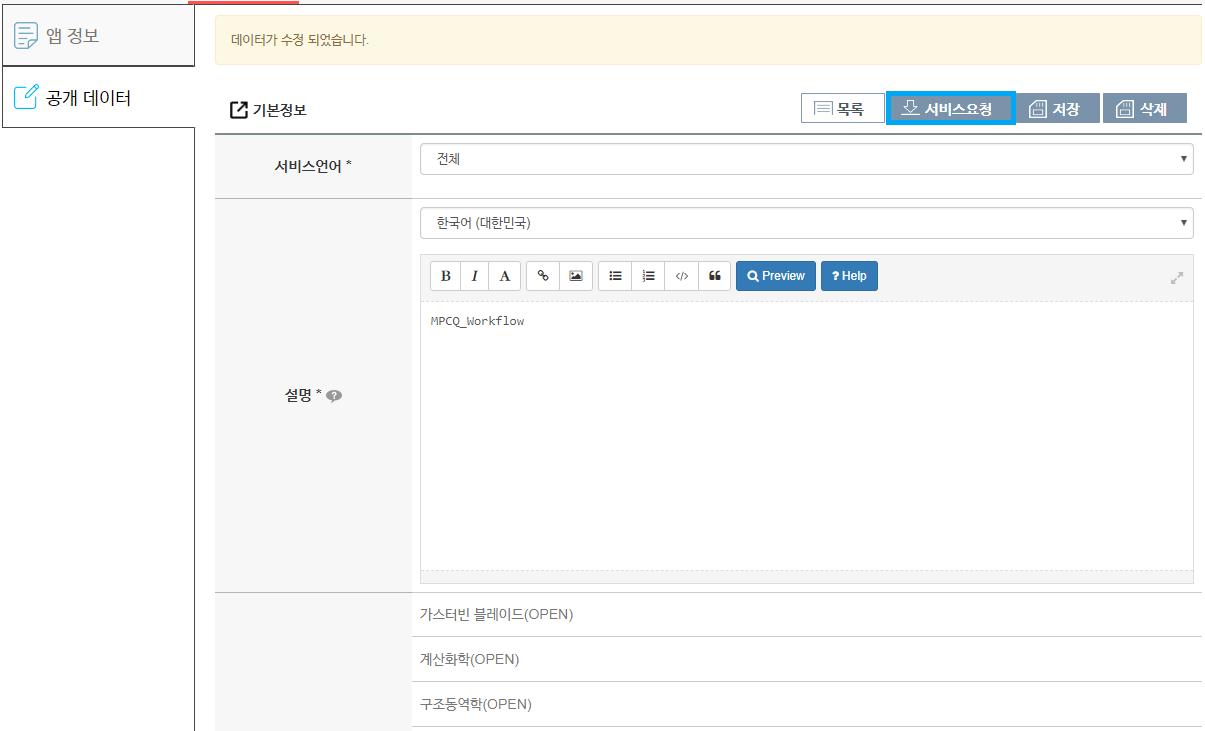 앱 정보
공개 데이터
데이터가 수정 되었습니다.
기본정보
목록 서비스요청 저장 삭제
서비스언어 *
전체
한국어 (대한민국)
B I A Preview ? Help
MPCQ_Workflow
설명 * ?
가스터빈 블레이드(OPEN)
계산화학(OPEN)
구조동역학(OPEN)